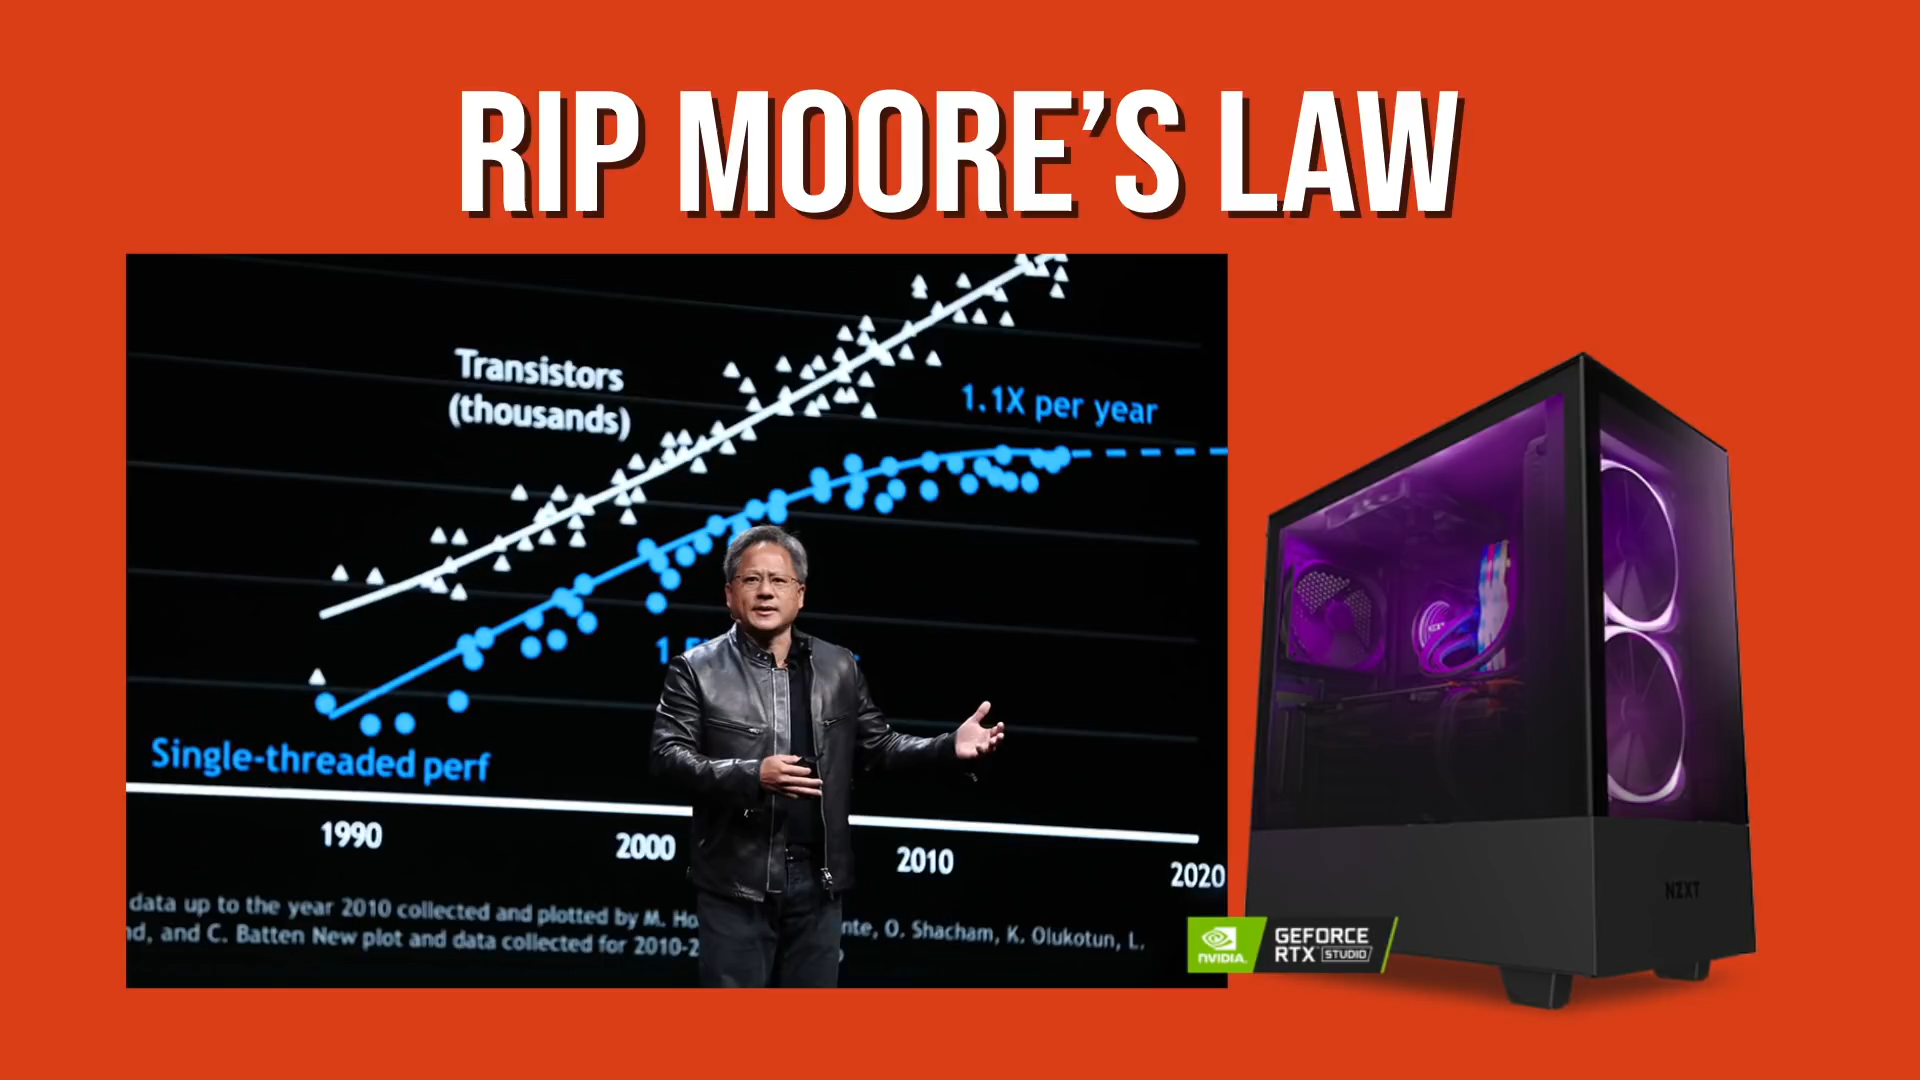 RIP MOORE'S LAW
Transistors
(thousands)
1.1X per year
Single-threaded perf
1990
2000
2010
2020
data up to the year 2010 collected and plotted by M. nte, O. Shacham, K. Olukotun, L.
and C. Batten New plot and data collected for 2010-2
NVIDIA.
GEFORCE
RTX STUDIO
NZXT